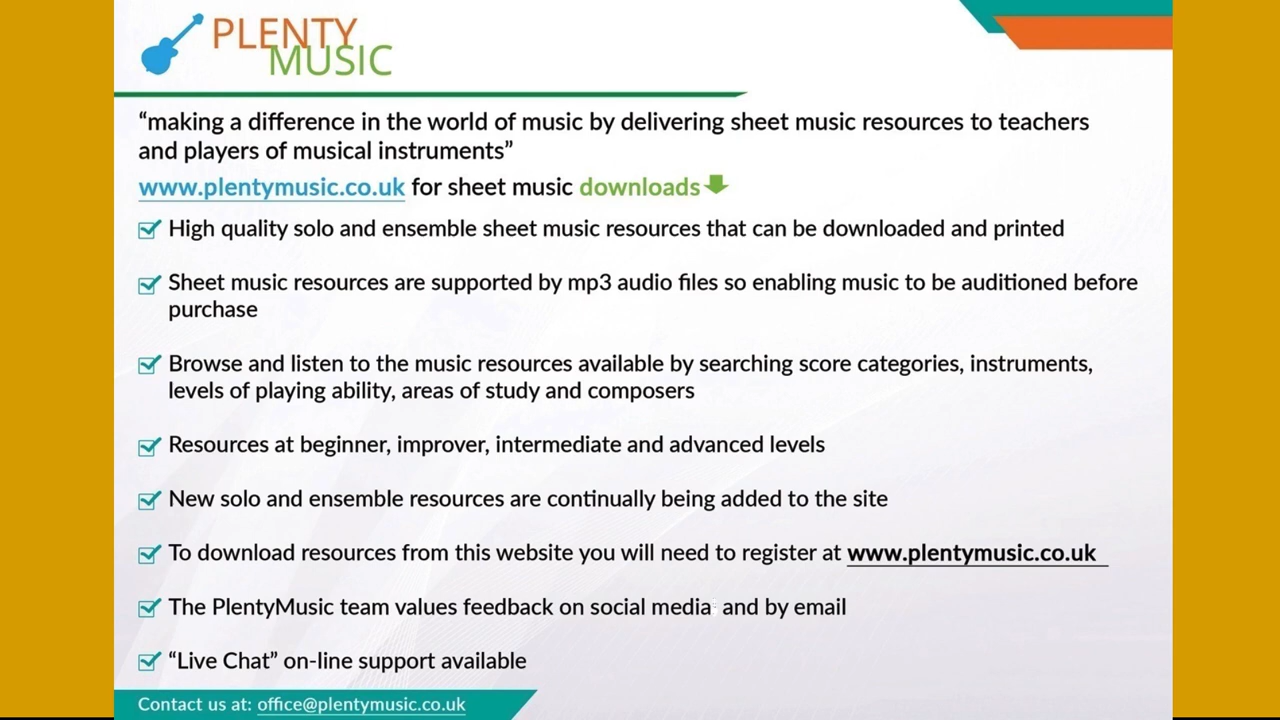 PLENTY
MUSIC
“making a difference in the world of music by delivering sheet music resources to teachers
and players of musical instruments”
www.plentymusic.co.uk for sheet music downloads
High quality solo and ensemble sheet music resources that can be downloaded and printed
Sheet music resources are supported by mp3 audio files so enabling music to be auditioned before
purchase
Browse and listen to the music resources available by searching score categories, instruments,
levels of playing ability, areas of study and composers
Resources at beginner, improver, intermediate and advanced levels
New solo and ensemble resources are continually being added to the site
To download resources from this website you will need to register at www.plentymusic.co.uk
The PlentyMusic team values feedback on social media and by email
“Live Chat” on-line support available
Contact us at: office@plentymusic.co.uk